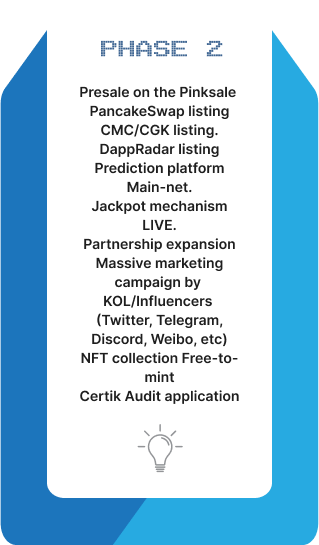 PHASE 2
Presale on the Pinksale
PancakeSwap listing
CMC/CGK listing.
DappRadar listing
Prediction platform
Main-net.
Jackpot mechanism
LIVE.
Partnership expansion
Massive marketing
campaign by
KOL/Influencers
(Twitter, Telegram,
Discord, Weibo, etc)
NFT collection Free-to-
mint
Certik Audit application